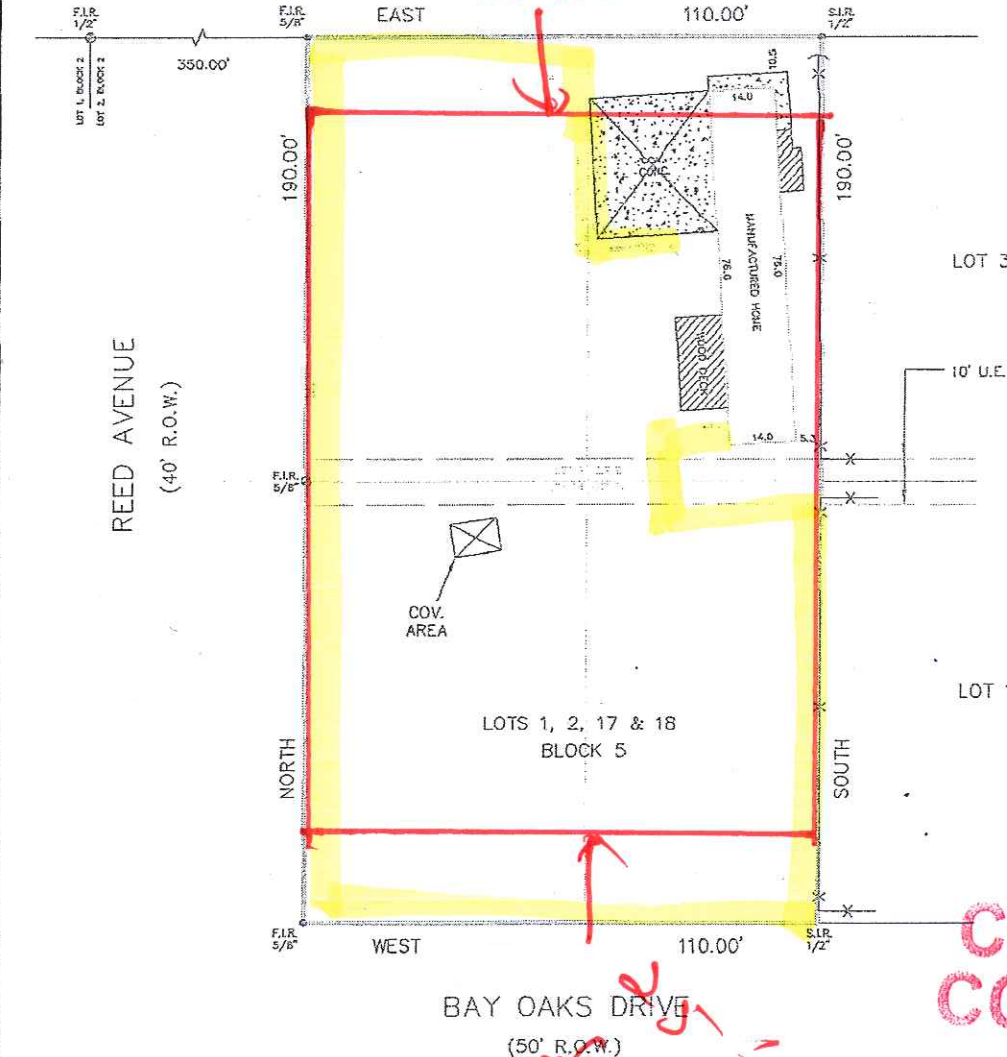 F.I.R.
1/2"
F.I.R.
5/8"
EAST
110.00'
S.I.R.
1/2"
LOT 1, BLOCK 2
LOT 2, BLOCK 2
350.00'
10.5
14.0
190.00'
190.00'
CONC.
MANUFACTURED HOME
76.0
76.0
LOT 3
REED AVENUE
(40' R.O.W.)
WOOD DECK
10' U.E.
14.0
F.I.R.
5/8"
COV.
AREA
LOT
LOTS 1, 2, 17 & 18
BLOCK 5
NORTH
SOUTH
F.I.R.
5/8"
WEST
110.00'
S.I.R.
1/2"
BAY OAKS DRIVE
(50' R.O.W.)